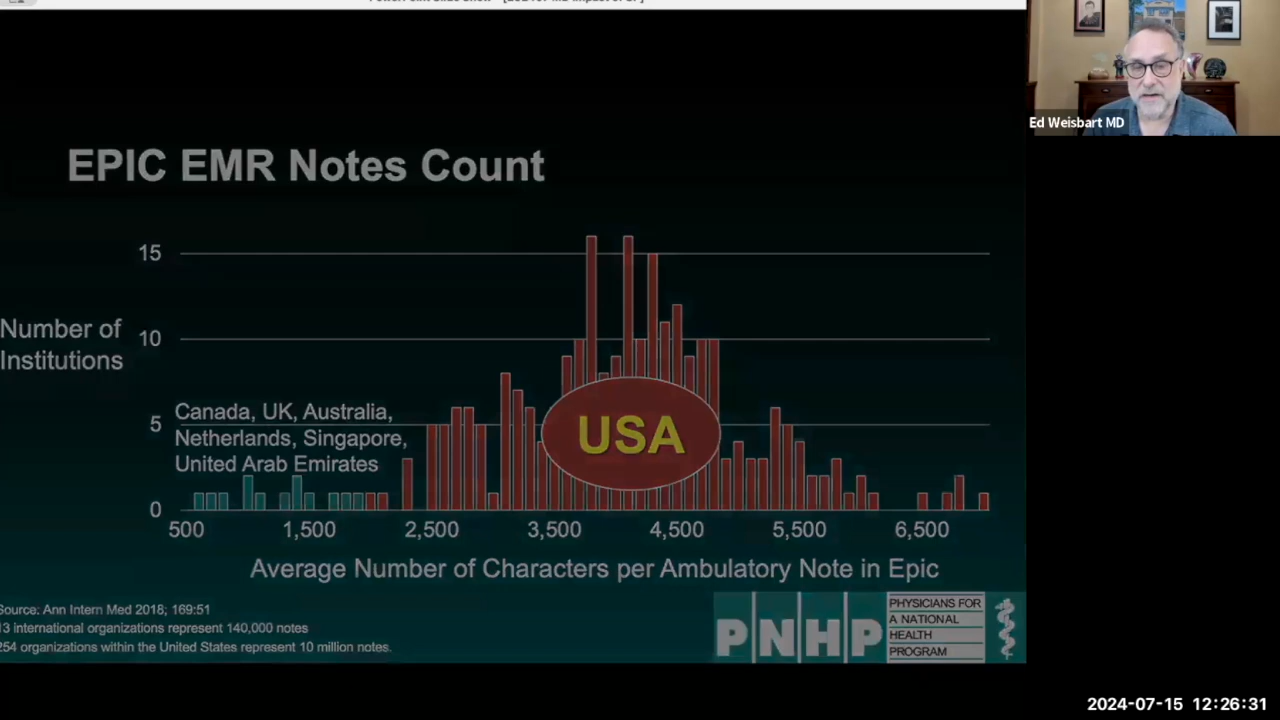 Ed Weisbart MD
EPIC EMR Notes Count
15
10
5
0
Number of
Institutions
Canada, UK, Australia,
Netherlands, Singapore,
United Arab Emirates
USA
500 1,500 2,500 3,500 4,500 5,500 6,500
Average Number of Characters per Ambulatory Note in Epic
Source: Ann Intern Med 2018; 169:51
13 international organizations represent 140,000 notes
254 organizations within the United States represent 10 million notes.
PNHP
PHYSICIANS FOR
A NATIONAL
HEALTH
PROGRAM
2024-07-15 12:26:31